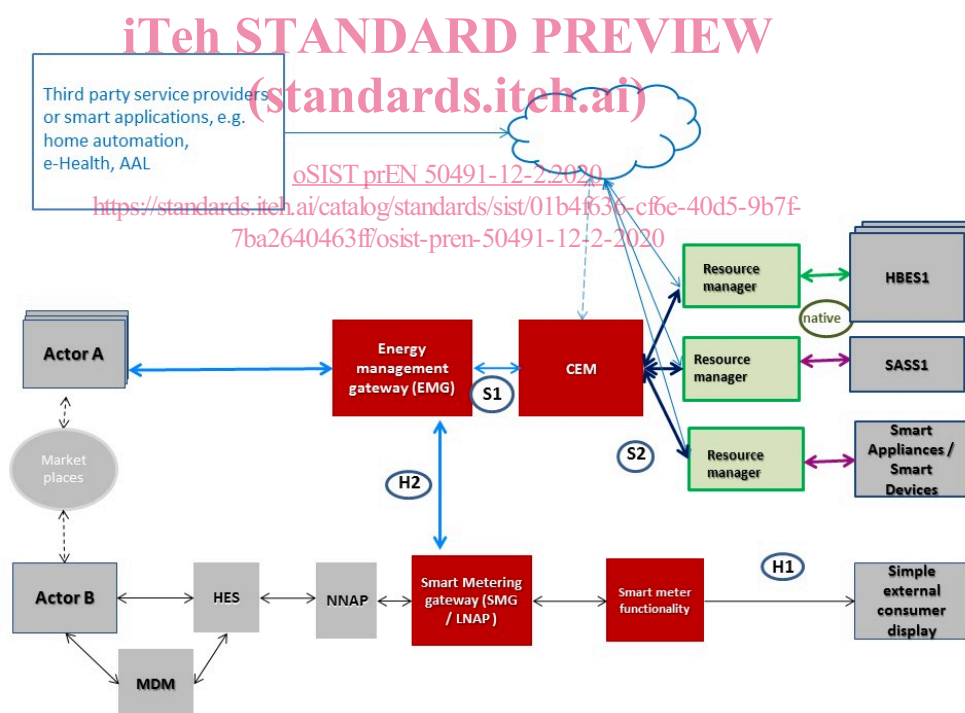 iTeh STANDARD PREVIEW
(standards.iteh.ai)
Third party service providers
or smart applications, e.g.
home automation,
e-Health, AAL
oSIST prEN 50491-12-2:2020
https://standards.iteh.ai/catalog/standards/sist/01b4f636-cf6e-40d5-9b7f-
7ba2640463ff/osist-pren-50491-12-2-2020
Resource
manager
HBES1
native
Actor A
Energy
management
gateway (EMG)
S1
CEM
Resource
manager
SASS1
Market
places
H2
S2
Resource
manager
Smart
Appliances /
Smart
Devices
Actor B
HES
NNAP
Smart Metering
gateway (SMG
/ LNAP )
Smart meter
functionality
H1
Simple
external
consumer
display
MDM